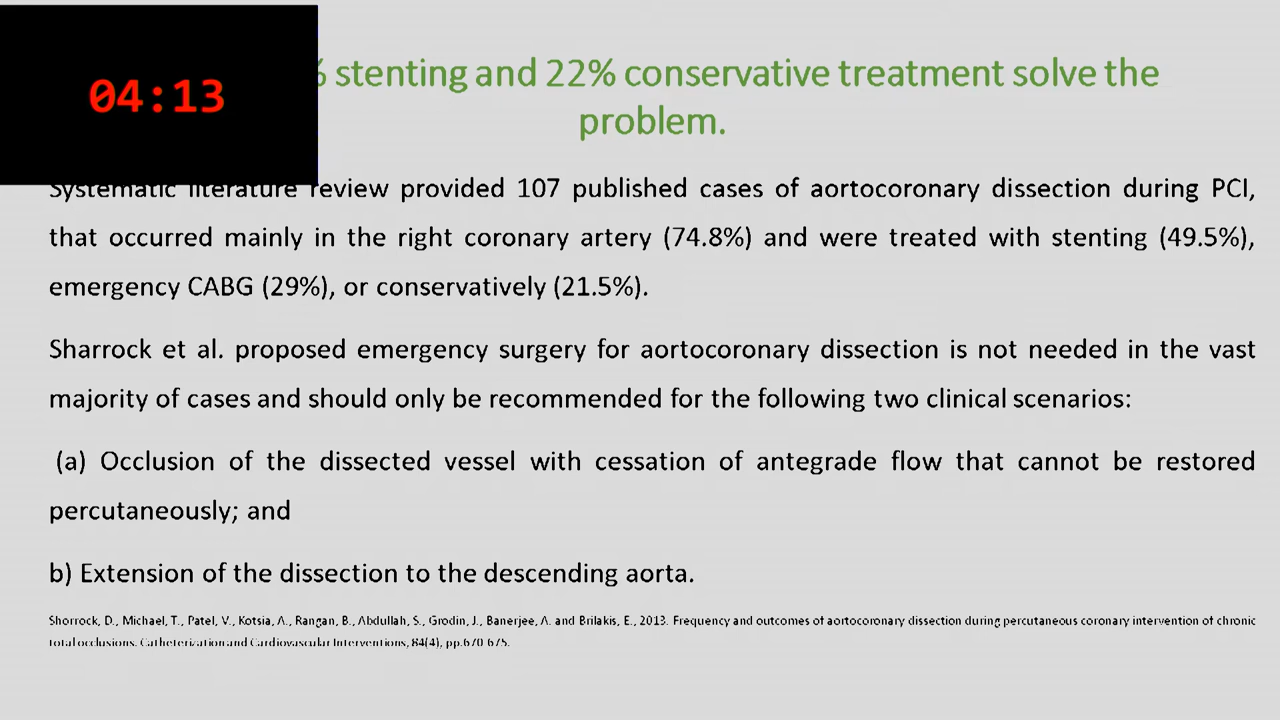 04:13
% stenting and 22% conservative treatment solve the
problem.
Systematic literature review provided 107 published cases of aortocoronary dissection during PCI,
that occurred mainly in the right coronary artery (74.8%) and were treated with stenting (49.5%),
emergency CABG (29%), or conservatively (21.5%).
Sharrock et al. proposed emergency surgery for aortocoronary dissection is not needed in the vast
majority of cases and should only be recommended for the following two clinical scenarios:
(a) Occlusion of the dissected vessel with cessation of antegrade flow that cannot be restored
percutaneously; and
b) Extension of the dissection to the descending aorta.
Shorrock, D., Michael, T., Patel, V., Kotsia, A., Rangan, B., Abdullah, S., Grodin, J., Banerjee, A. and Brilakis, E., 2013. Frequency and outcomes of aortocoronary dissection during percutaneous coronary intervention of chronic
total occlusions. Catheterization and Cardiovascular Interventions, 84(4), pp.670-675.